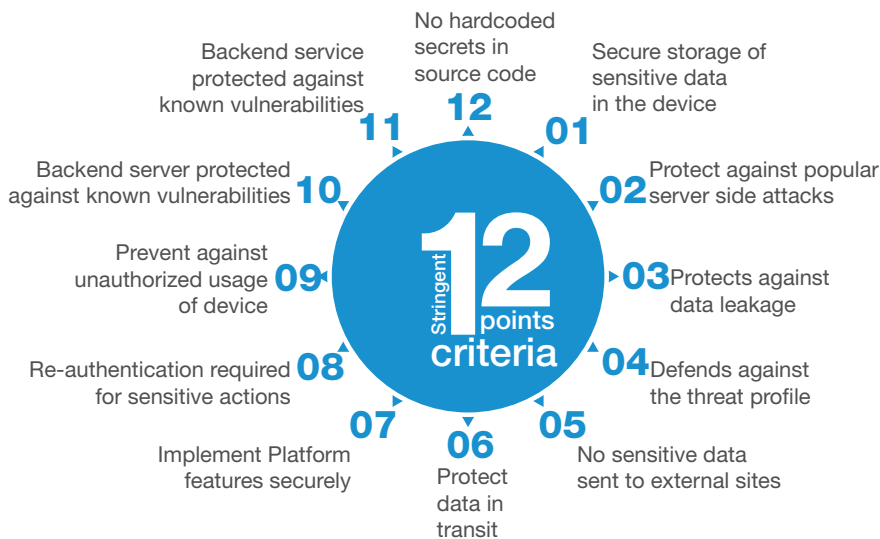 No hardcoded
secrets in
source code
12
Secure storage of
sensitive data
in the device
01
Protect against popular
server side attacks
02
Protects against
data leakage
03
Defends against
the threat profile
04
No sensitive data
sent to external sites
05
Protect
data in
transit
06
Implement Platform
features securely
07
Re-authentication required
for sensitive actions
08
Prevent against
unauthorized usage
of device
09
Backend server protected
against known vulnerabilities
10
Backend service
protected against
known vulnerabilities
11
Stringent
12
points
criteria